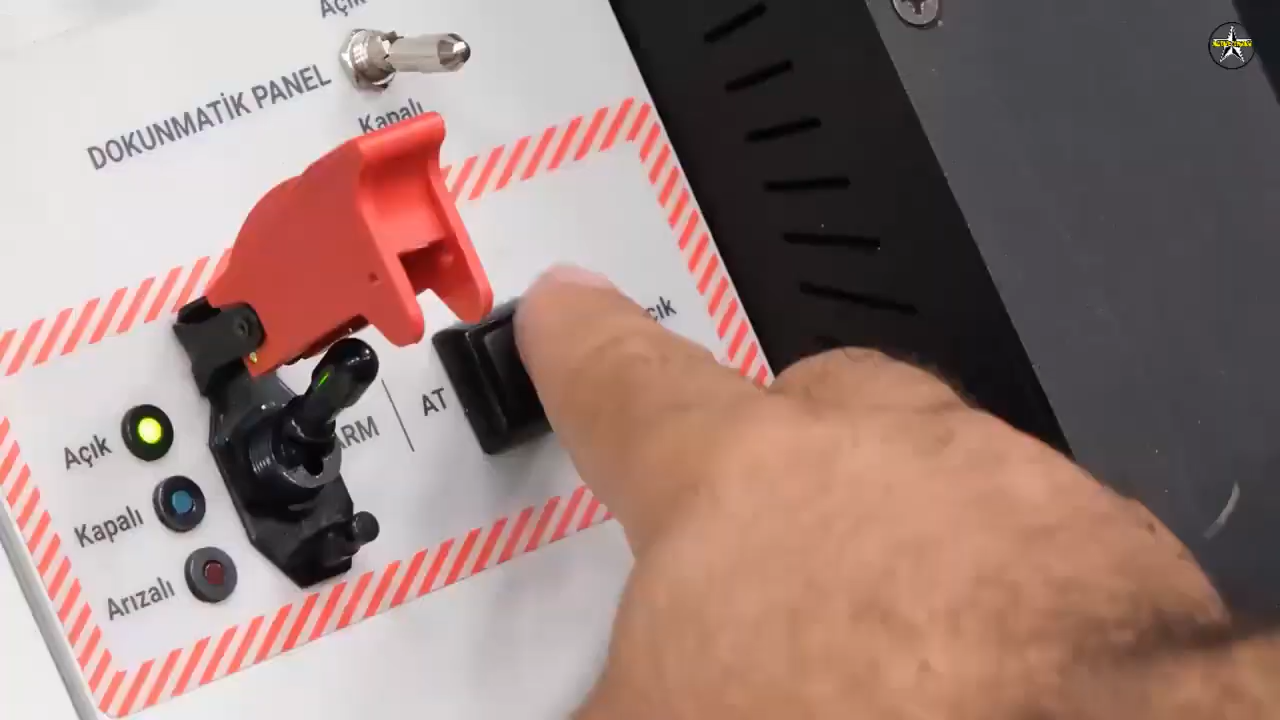 Açık
DOKUNMATİK PANEL
Kapalı
AT
Açık
Kapalı
Arızalı